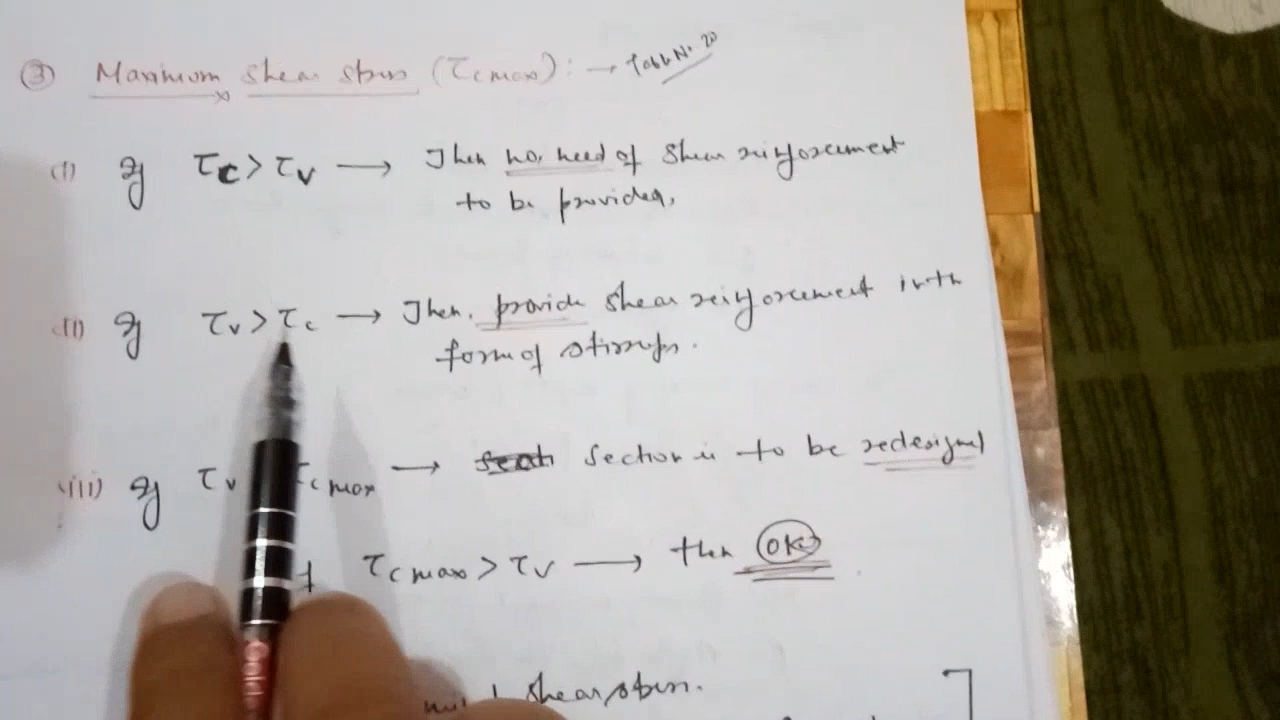 ③ Maximum shear stress (τc max) : → Table No. 20
(i) If τc > τv → Then no need of shear reinforcement
to be provided,
(ii) If τv > τc → Then, provide shear reinforcement in the
form of stirrups.
(iii) If τv τc max → section is to be redesigned
τc max > τv → then OK
shear stress.